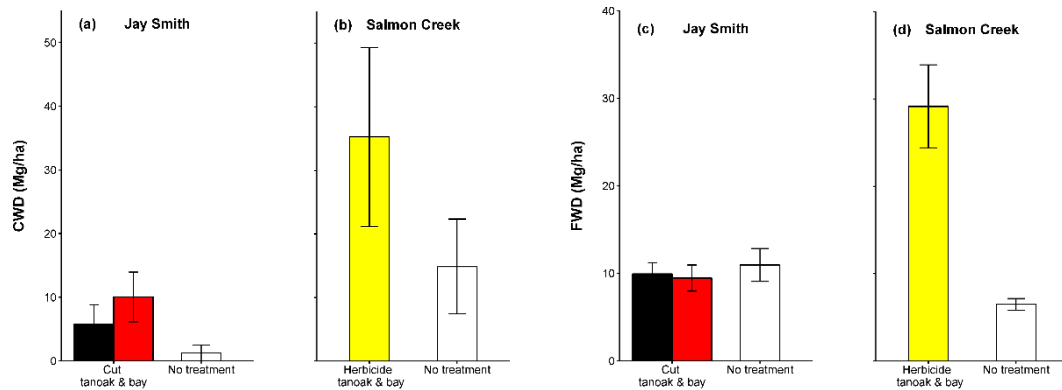 (a) Jay Smith
50
40
30
20
10
0
CWD (Mg/ha)
Cut
tanoak & bay
No treatment
(b) Salmon Creek
Herbicide
tanoak & bay
No treatment
(c) Jay Smith
40
30
20
10
0
FWD (Mg/ha)
Cut
tanoak & bay
No treatment
(d) Salmon Creek
Herbicide
tanoak & bay
No treatment